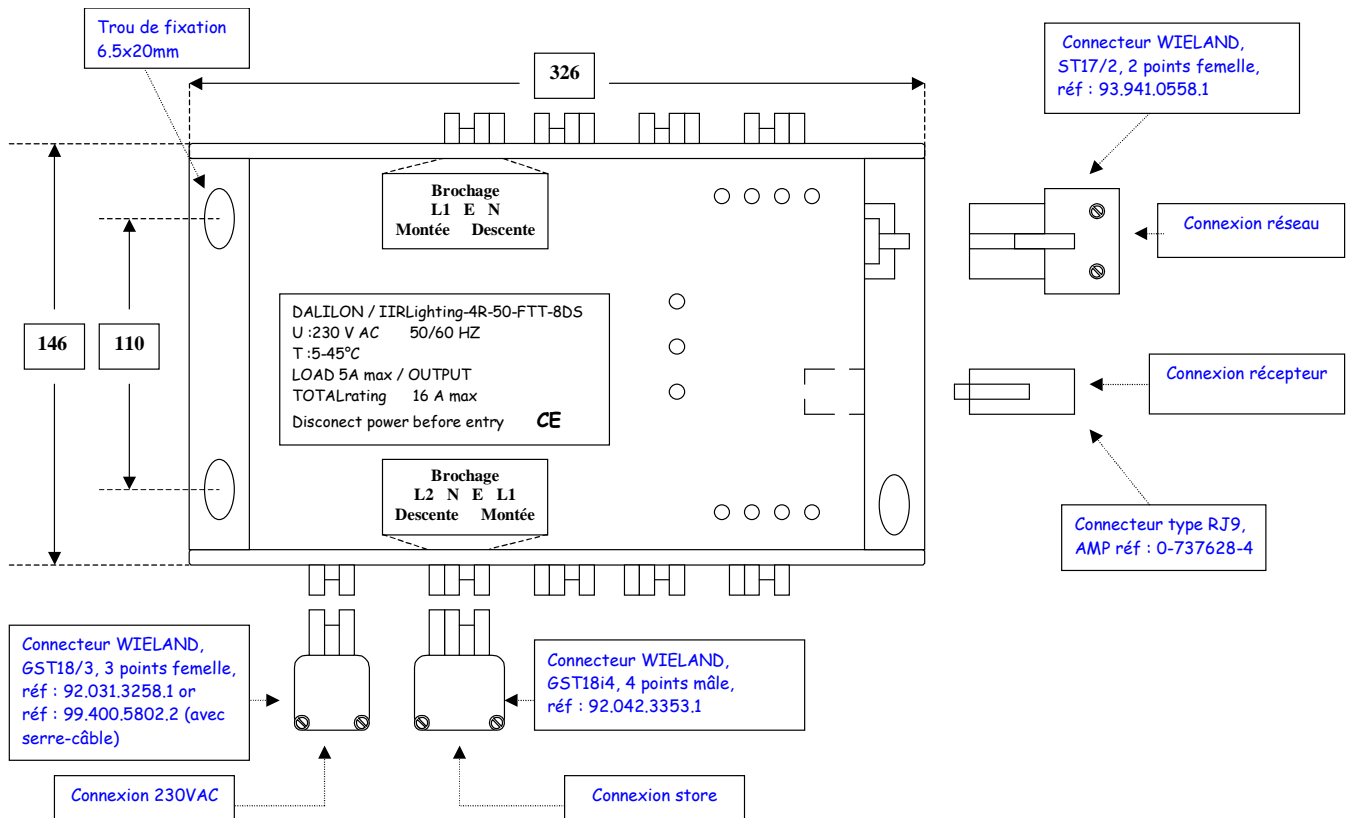 Trou de fixation
6.5x20mm
326
Connecteur WIELAND,
ST17/2, 2 points femelle,
réf : 93.941.0558.1
Brochage
L1 E N
Montée Descente
Connexion réseau
146
110
DALILON / IIRLighting-4R-50-FTT-8DS
U :230 V AC 50/60 HZ
T :5-45°C
LOAD 5A max / OUTPUT
TOTALrating 16 A max
Disconect power before entry CE
Connexion récepteur
Brochage
L2 N E L1
Descente Montée
Connecteur type RJ9,
AMP réf : 0-737628-4
Connecteur WIELAND,
GST18/3, 3 points femelle,
réf : 92.031.3258.1 or
réf : 99.400.5802.2 (avec
serre-câble)
Connecteur WIELAND,
GST18i4, 4 points mâle,
réf : 92.042.3353.1
Connexion 230VAC
Connexion store